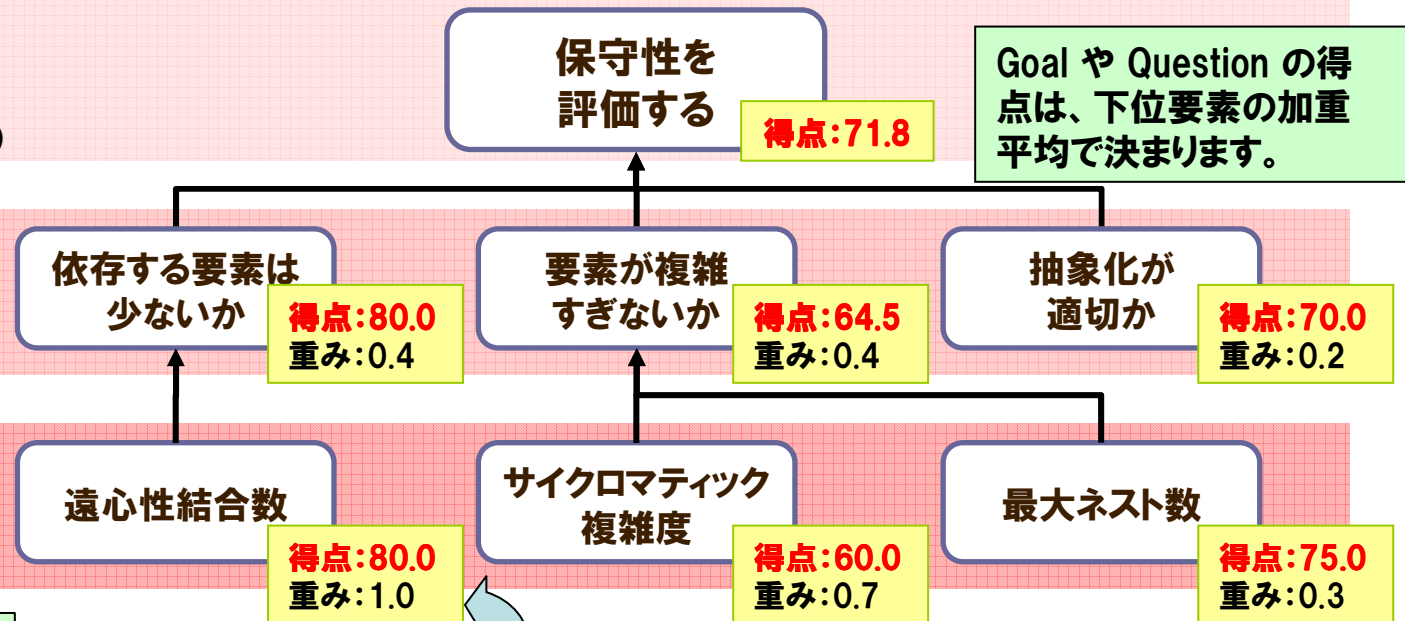 保守性を
評価する
得点:71.8
Goal や Question の得
点は、下位要素の加重
平均で決まります。
)
依存する要素は
少ないか
得点:80.0
重み:0.4
要素が複雑
すぎないか
得点:64.5
重み:0.4
抽象化が
適切か
得点:70.0
重み:0.2
遠心性結合数
得点:80.0
重み:1.0
サイクロマティック
複雑度
得点:60.0
重み:0.7
最大ネスト数
得点:75.0
重み:0.3